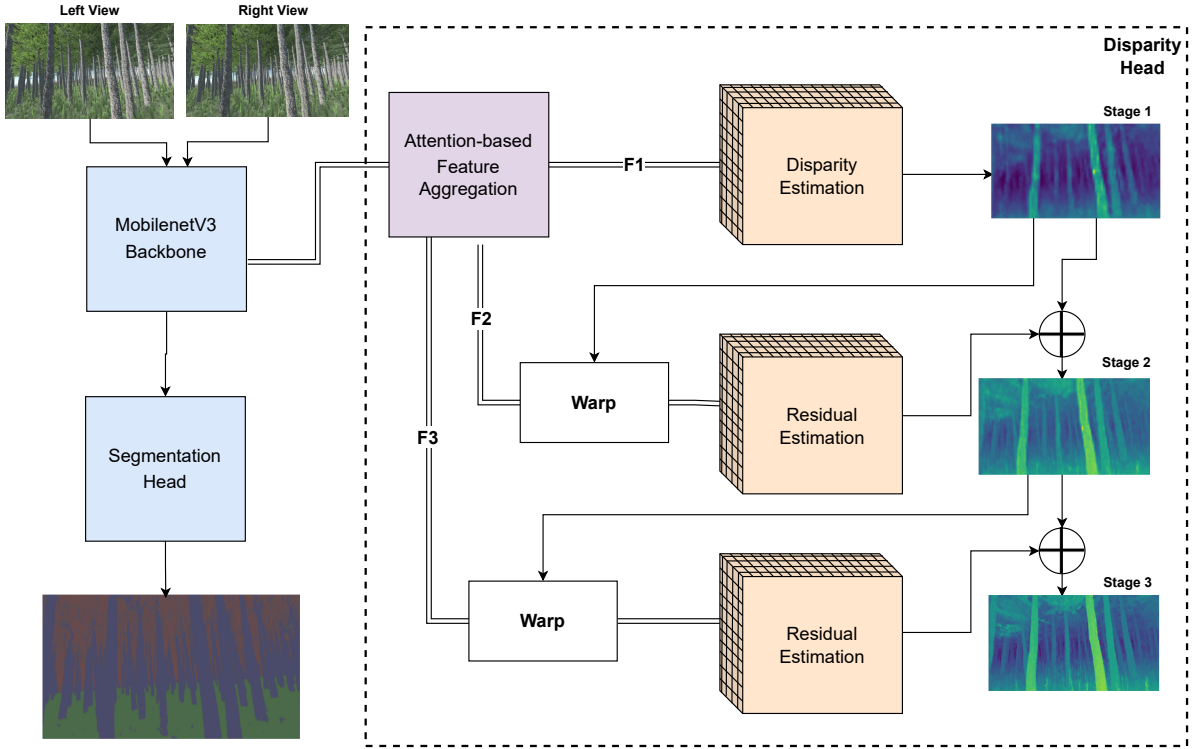 Left View
Right View
Disparity
Head
MobilenetV3
Backbone
Attention-based
Feature
Aggregation
F1
Disparity
Estimation
Stage 1
F2
Warp
Residual
Estimation
Stage 2
Segmentation
Head
F3
Warp
Residual
Estimation
Stage 3